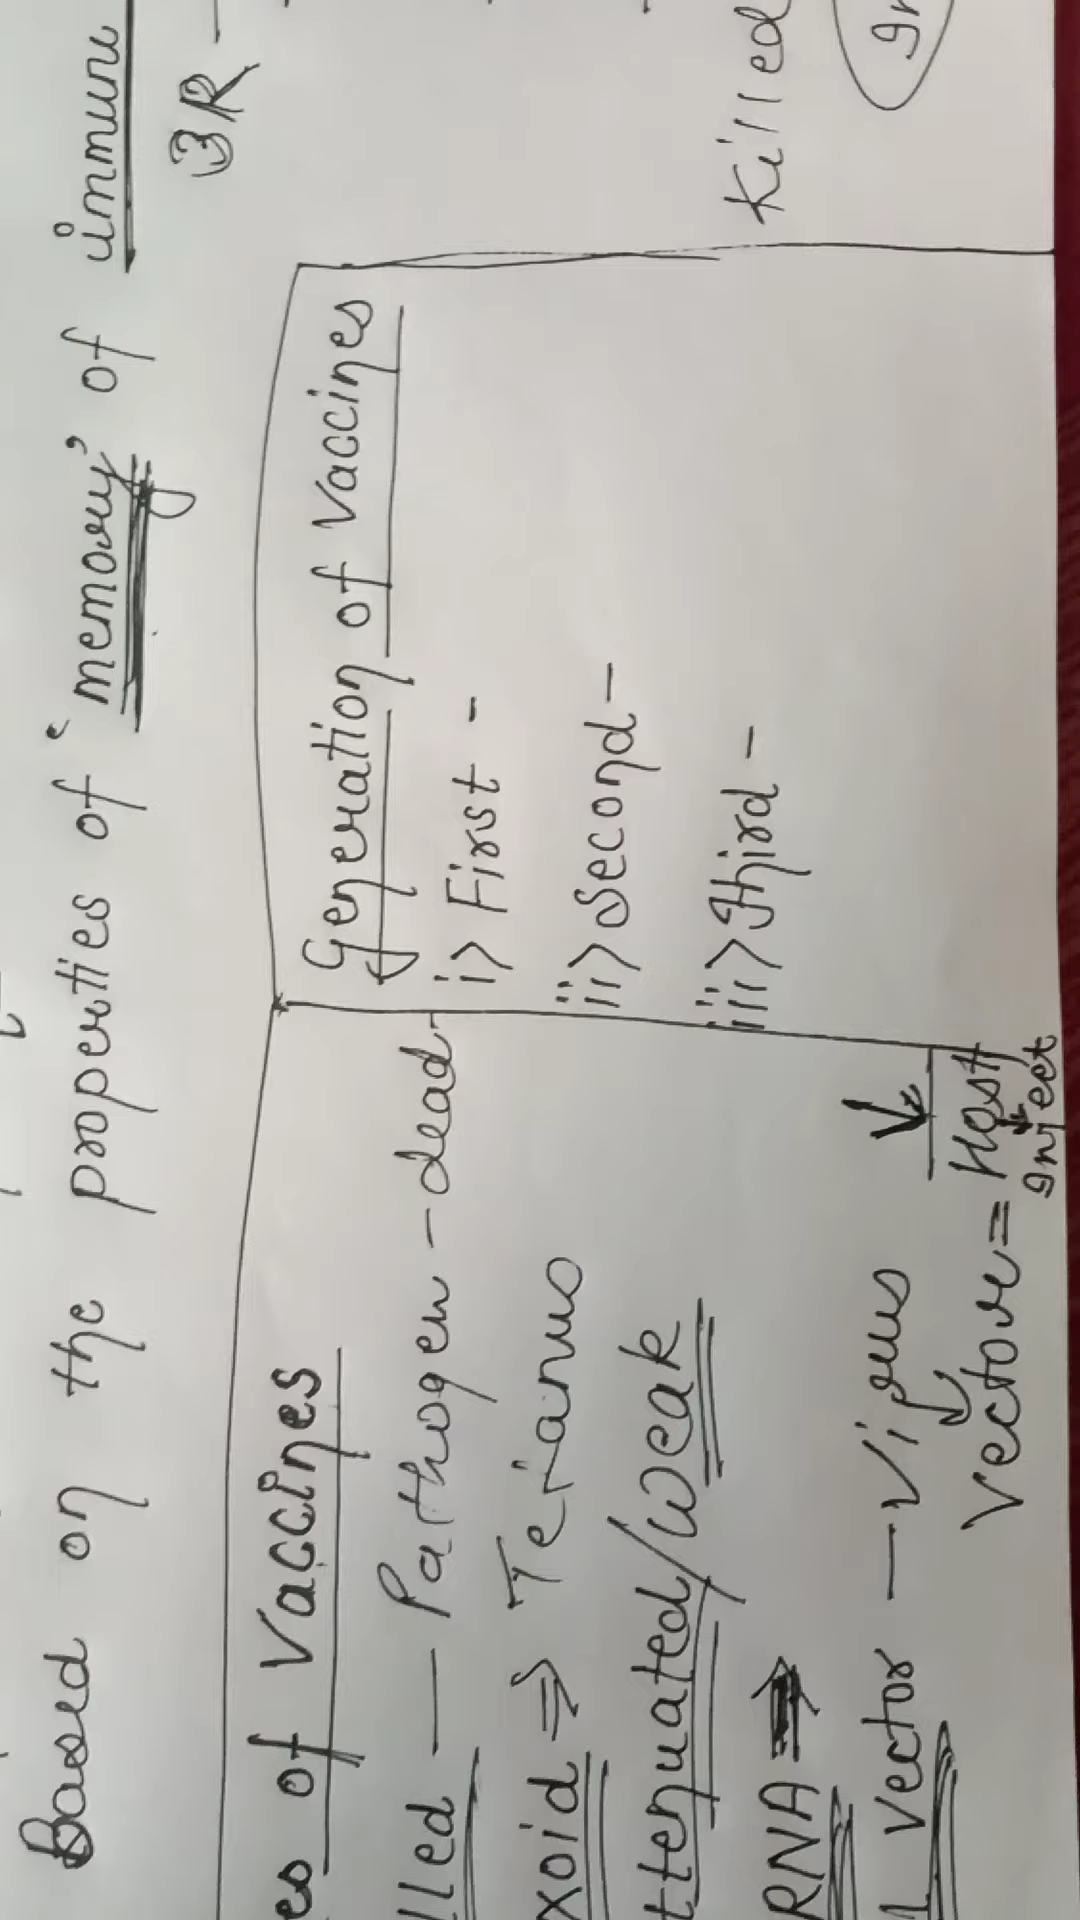 Based on the properties of 'memory' of immune
③R -
es of Vaccines
lled - Pathogen - dead
xoid ⇒ Tetanus
ttenuated/weak
RNA ⇒
l Vector - Virus
Vector = Host
Inject
Generation of Vaccines
i> First -
ii> Second -
iii> Third -
Killed